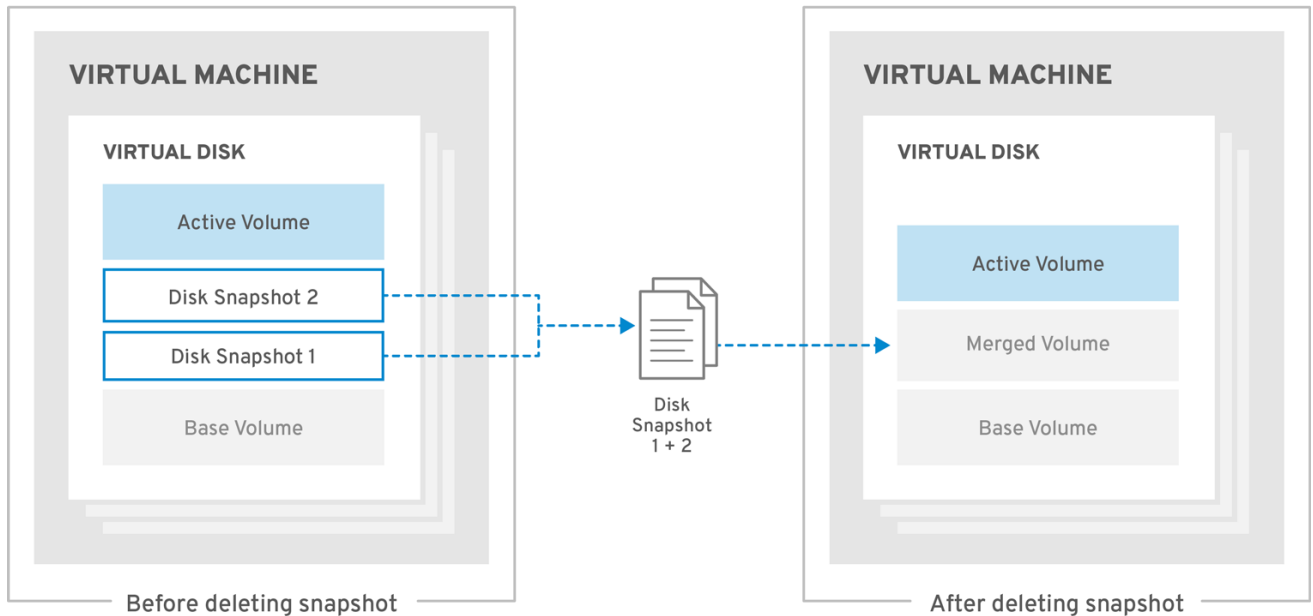 VIRTUAL MACHINE
VIRTUAL DISK
Active Volume
Disk Snapshot 2
Disk Snapshot 1
Base Volume
Before deleting snapshot
Disk
Snapshot
1 + 2
VIRTUAL MACHINE
VIRTUAL DISK
Active Volume
Merged Volume
Base Volume
After deleting snapshot